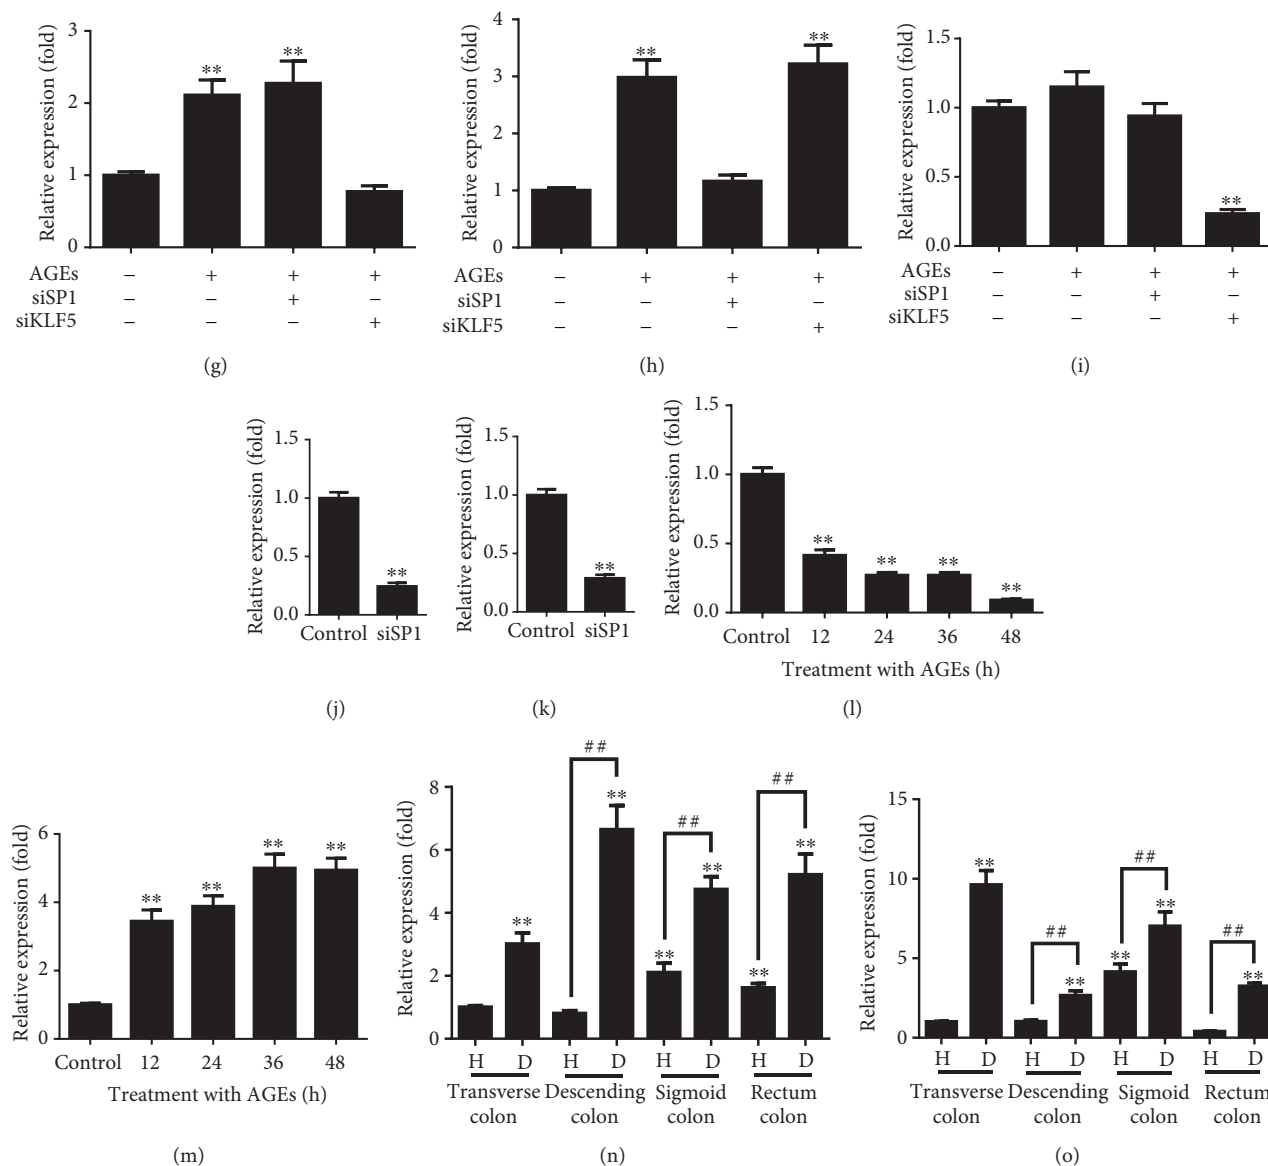 Relative expression (fold)
3
2
1
0
**
**
AGEs – + + +
siSP1 – – + –
siKLF5 – – – +
(g)
Relative expression (fold)
4
3
2
1
0
**
**
AGEs – + + +
siSP1 – – + –
siKLF5 – – – +
(h)
Relative expression (fold)
1.5
1.0
0.5
0.0
**
AGEs – + + +
siSP1 – – + –
siKLF5 – – – +
(i)
Relative expression (fold)
1.5
1.0
0.5
0.0
**
Control siSP1
(j)
Relative expression (fold)
1.5
1.0
0.5
0.0
**
Control siSP1
(k)
Relative expression (fold)
1.5
1.0
0.5
0.0
**
**
**
**
Control 12 24 36 48
Treatment with AGEs (h)
(l)
Relative expression (fold)
6
4
2
0
**
**
**
**
Control 12 24 36 48
Treatment with AGEs (h)
(m)
Relative expression (fold)
8
6
4
2
0
##
##
##
**
**
**
**
**
**
H D H D H D H D
Transverse Descending Sigmoid Rectum
colon colon colon colon
(n)
Relative expression (fold)
15
10
5
0
##
##
##
**
**
**
**
**
H D H D H D H D
Transverse Descending Sigmoid Rectum
colon colon colon colon
(o)